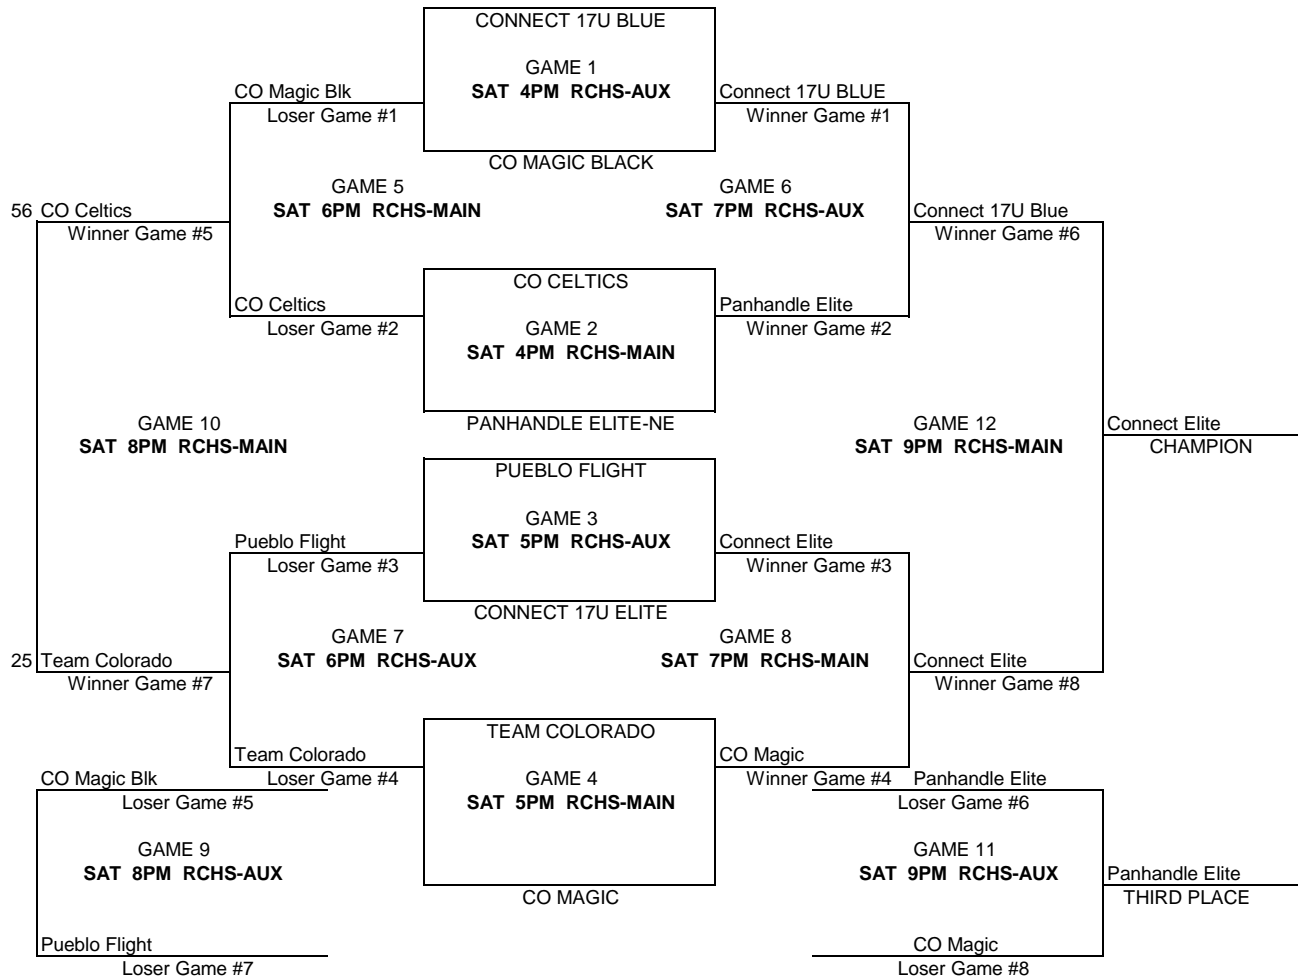 CONNECT 17U BLUE
GAME 1
SAT 4PM RCHS-AUX
CO Magic Blk
Loser Game #1
Connect 17U BLUE
Winner Game #1
CO MAGIC BLACK
GAME 5
SAT 6PM RCHS-MAIN
GAME 6
SAT 7PM RCHS-AUX
56 CO Celtics
Winner Game #5
Connect 17U Blue
Winner Game #6
CO CELTICS
CO Celtics
Loser Game #2
GAME 2
SAT 4PM RCHS-MAIN
Panhandle Elite
Winner Game #2
PANHANDLE ELITE-NE
GAME 10
SAT 8PM RCHS-MAIN
GAME 12
SAT 9PM RCHS-MAIN
Connect Elite
CHAMPION
PUEBLO FLIGHT
GAME 3
SAT 5PM RCHS-AUX
Pueblo Flight
Loser Game #3
Connect Elite
Winner Game #3
CONNECT 17U ELITE
GAME 7
SAT 6PM RCHS-AUX
GAME 8
SAT 7PM RCHS-MAIN
25 Team Colorado
Winner Game #7
Connect Elite
Winner Game #8
TEAM COLORADO
Team Colorado
Loser Game #4
GAME 4
SAT 5PM RCHS-MAIN
CO Magic
Winner Game #4
CO MAGIC
CO Magic Blk
Loser Game #5
GAME 9
SAT 8PM RCHS-AUX
Pueblo Flight
Loser Game #7
Panhandle Elite
Loser Game #6
GAME 11
SAT 9PM RCHS-AUX
Panhandle Elite
THIRD PLACE
CO Magic
Loser Game #8